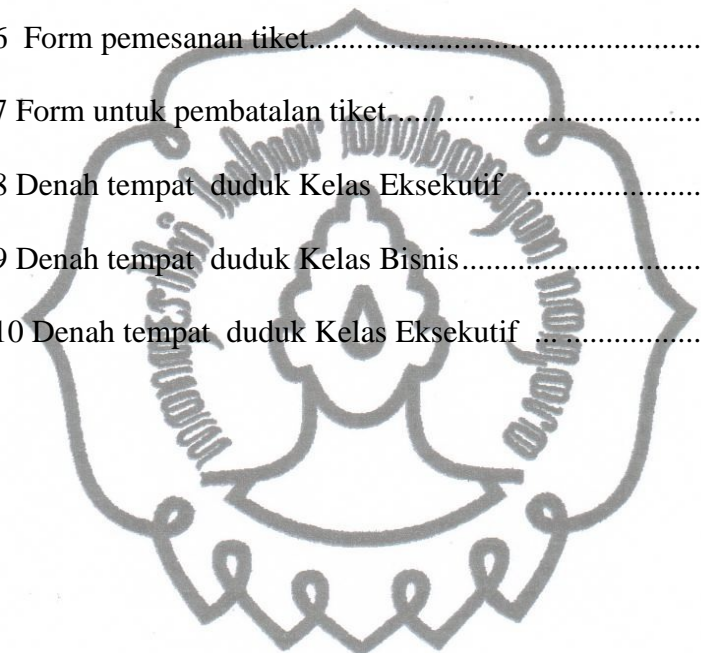 6 Form pemesanan tiket.................................................
7 Form untuk pembatalan tiket.......................................
8 Denah tempat duduk Kelas Eksekutif ......................
9 Denah tempat duduk Kelas Bisnis..............................
10 Denah tempat duduk Kelas Eksekutif ... .................